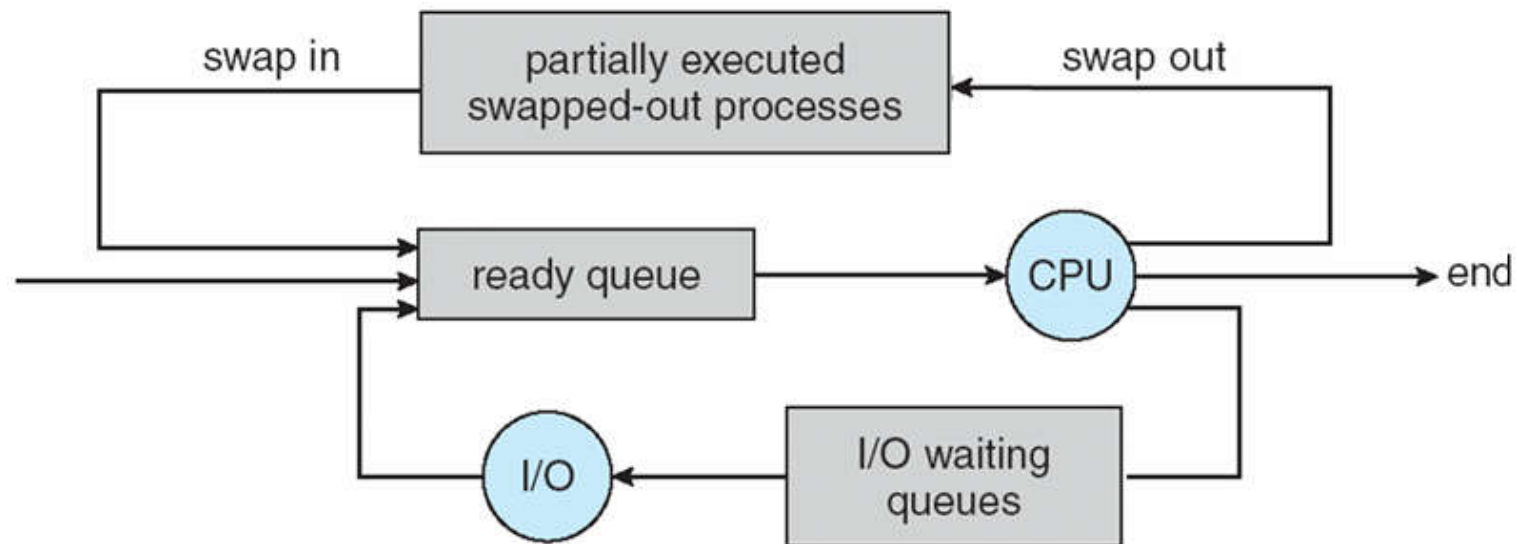 swap in
partially executed
swapped-out processes
swap out
ready queue
CPU
end
I/O
I/O waiting
queues